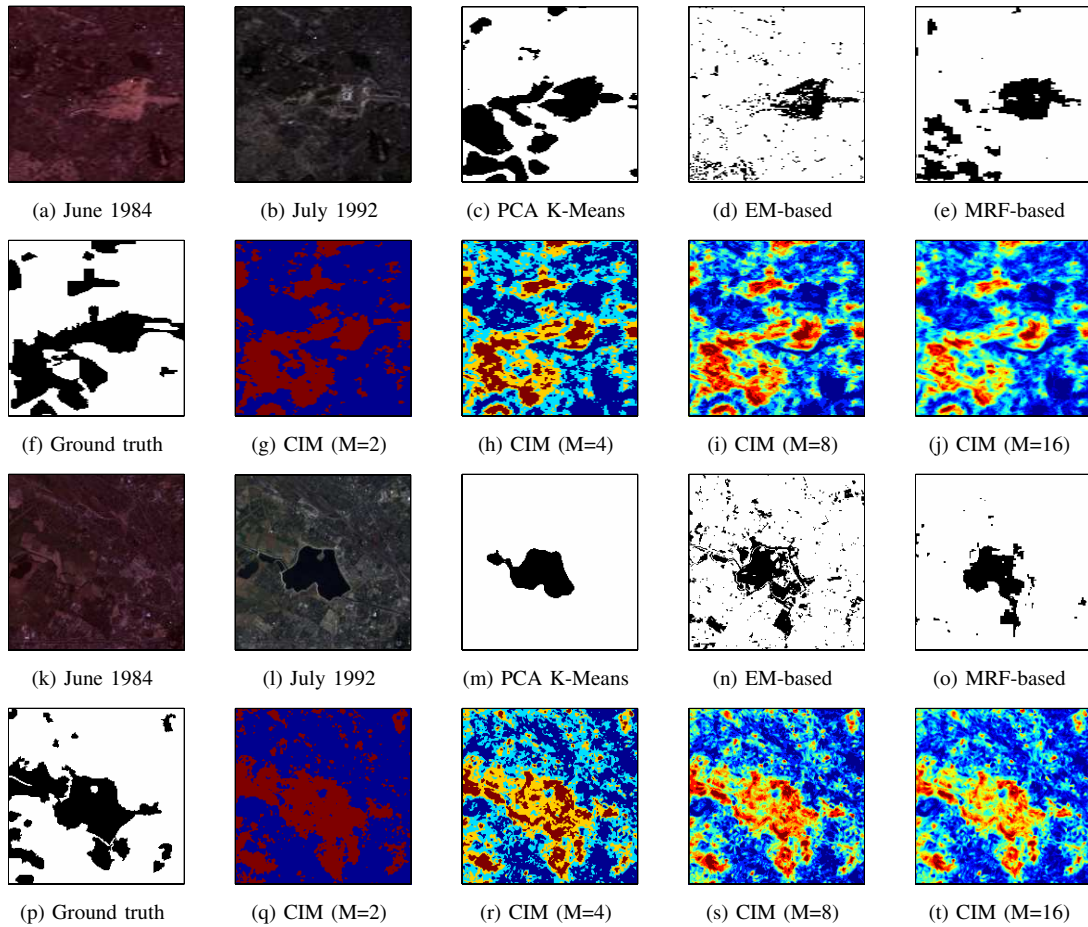 (a) June 1984
(b) July 1992
(c) PCA K-Means
(d) EM-based
(e) MRF-based
(f) Ground truth
(g) CIM (M=2)
(h) CIM (M=4)
(i) CIM (M=8)
(j) CIM (M=16)
(k) June 1984
(l) July 1992
(m) PCA K-Means
(n) EM-based
(o) MRF-based
(p) Ground truth
(q) CIM (M=2)
(r) CIM (M=4)
(s) CIM (M=8)
(t) CIM (M=16)